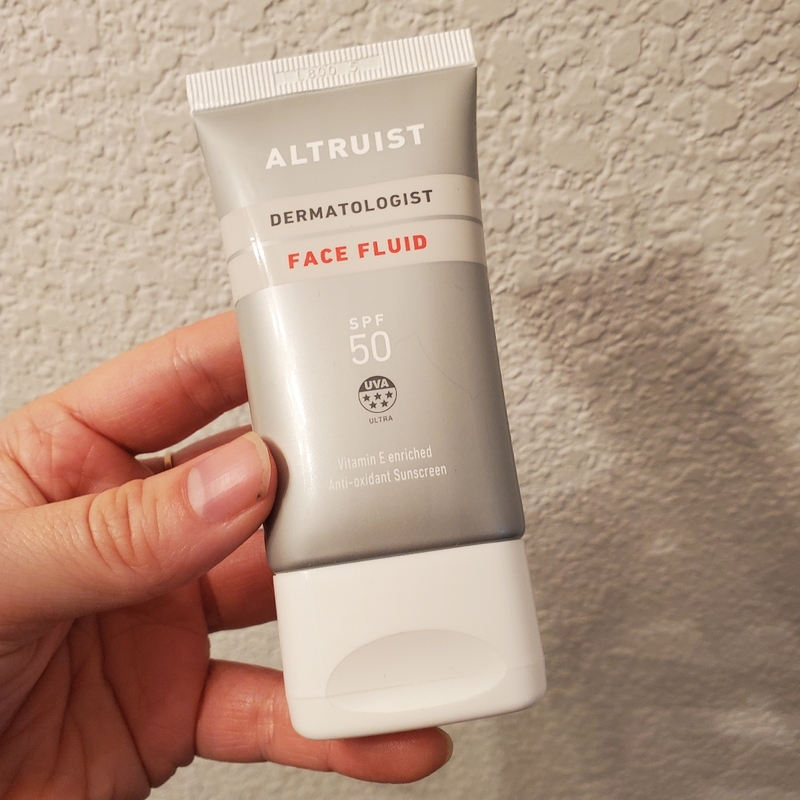 ALTRUIST
DERMATOLOGIST
FACE FLUID
SPF
50
UVA
ULTRA
Vitamin E enriched
Anti-oxidant Sunscreen